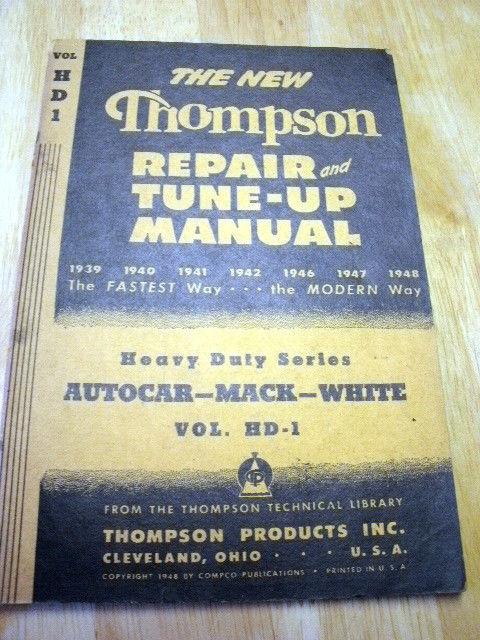 VOL
H
D
1
THE NEW
Thompson
REPAIR and
TUNE-UP
MANUAL
1939 1940 1941 1942 1946 1947 1948
The FASTEST Way . . . the MODERN Way
Heavy Duty Series
AUTOCAR—MACK—WHITE
VOL. HD-1
TP
FROM THE THOMPSON TECHNICAL LIBRARY
THOMPSON PRODUCTS INC.
CLEVELAND, OHIO . . . U. S. A.
COPYRIGHT 1948 BY COMPCO PUBLICATIONS • PRINTED IN U. S. A